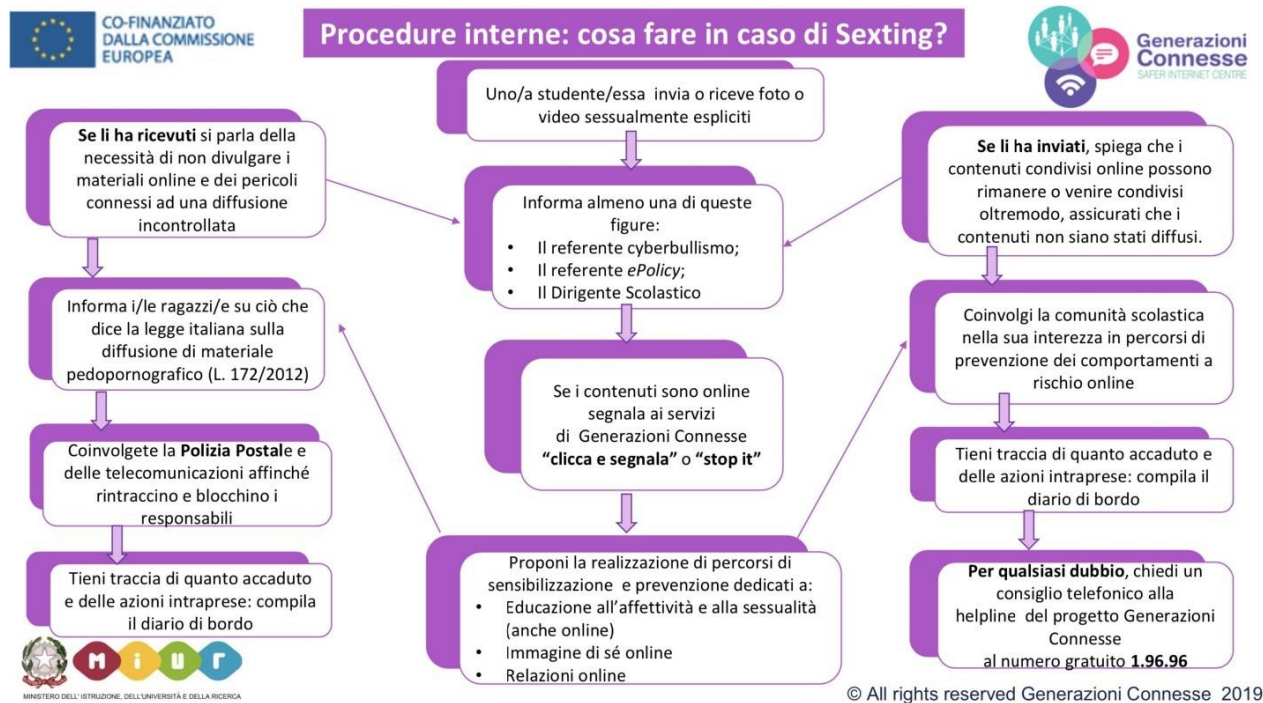 CO-FINANZIATO
DALLA COMMISSIONE
EUROPEA
Procedure interne: cosa fare in caso di Sexting?
Generazioni
Connesse
SAFER INTERNET CENTRE
Uno/a studente/essa invia o riceve foto o
video sessualmente espliciti
Se li ha ricevuti si parla della
necessità di non divulgare i
materiali online e dei pericoli
connessi ad una diffusione
incontrollata
Informa i/le ragazzi/e su ciò che
dice la legge italiana sulla
diffusione di materiale
pedopornografico (L. 172/2012)
Coinvolgete la Polizia Postale e
delle telecomunicazioni affinché
rintraccino e blocchino i
responsabili
Tieni traccia di quanto accaduto
e delle azioni intraprese: compila
il diario di bordo
Informa almeno una di queste
figure:
• Il referente cyberbullismo;
• Il referente ePolicy;
• Il Dirigente Scolastico
Se i contenuti sono online
segnala ai servizi
di Generazioni Connesse
“clicca e segnala” o “stop it”
Proponi la realizzazione di percorsi di
sensibilizzazione e prevenzione dedicati a:
• Educazione all’affettività e alla sessualità
(anche online)
• Immagine di sé online
• Relazioni online
Se li ha inviati, spiega che i
contenuti condivisi online possono
rimanere o venire condivisi
oltremodo, assicurati che i
contenuti non siano stati diffusi.
Coinvolgi la comunità scolastica
nella sua interezza in percorsi di
prevenzione dei comportamenti a
rischio online
Tieni traccia di quanto accaduto e
delle azioni intraprese: compila il
diario di bordo
Per qualsiasi dubbio, chiedi un
consiglio telefonico alla
helpline del progetto Generazioni
Connesse
al numero gratuito 1.96.96
MIUR
MINISTERO DELL' ISTRUZIONE, DELL'UNIVERSITÀ E DELLA RICERCA
© All rights reserved Generazioni Connesse 2019